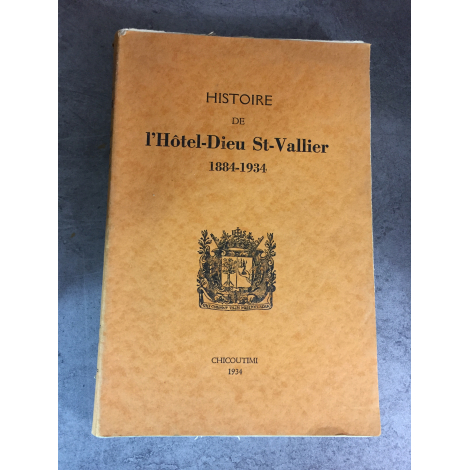 HISTOIRE
DE
l'Hôtel-Dieu St-Vallier
1884-1934
CHICOUTIMI
1934